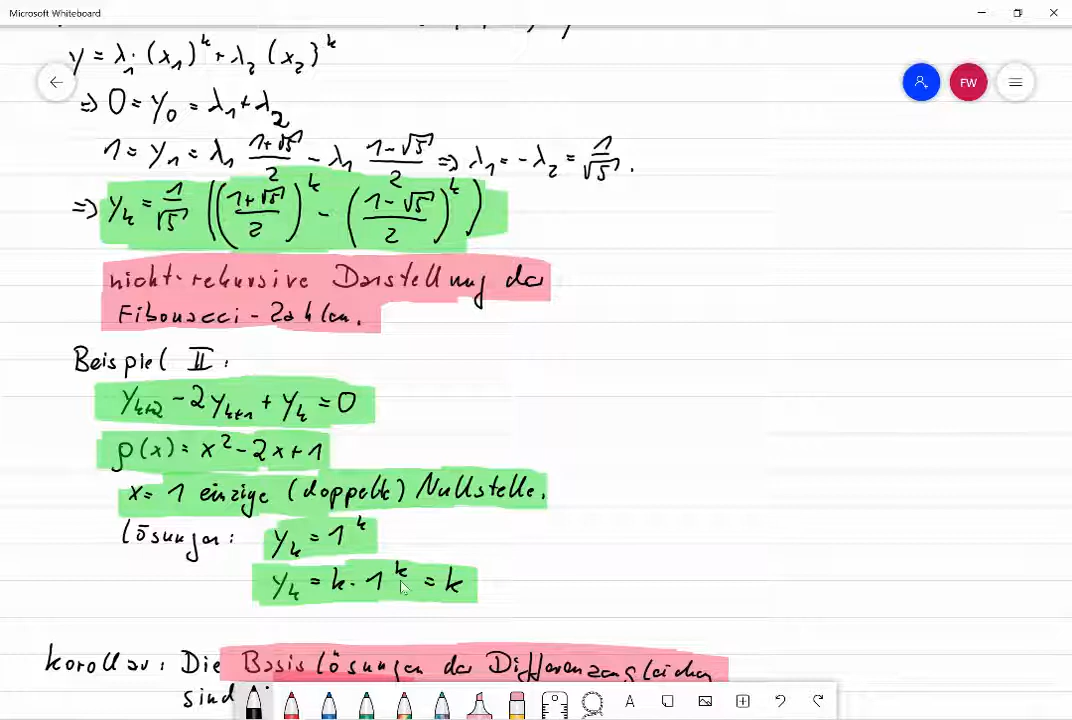 Microsoft Whiteboard
y = λ₁ · (x₁)^k + λ₂ (x₂)^k
FW
⇒ 0 = y₀ = λ₁ + λ₂
1 = y₁ = λ₁ (1+√5)/2 − λ₁ (1−√5)/2 ⇒ λ₁ = −λ₂ = 1/√5.
⇒ y_k = 1/√5 (((1+√5)/2)^k − ((1−√5)/2)^k)
nicht-rekursive Darstellung der
Fibonacci-Zahlen.
Beispiel II:
y_{k+2} − 2y_{k+1} + y_k = 0
ρ(x) = x² − 2x + 1
x = 1 einzige (doppelte) Nullstelle.
Lösungen: y_k = 1^k
y_k = k · 1^k = k
Korollar: Die Basislösungen der Differenzengleichung
sind
A